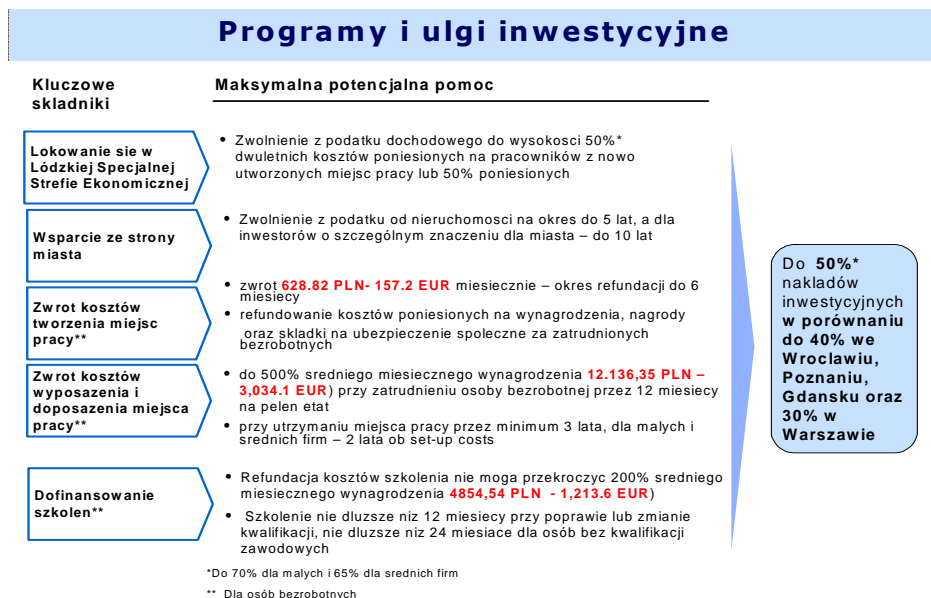 Programy i ulgi inwestycyjne
Kluczowe
skladniki
Maksymalna potencjalna pomoc
Lokowanie sie w
Lódzkiej Specjalnej
Strefie Ekonomicznej
• Zwolnienie z podatku dochodowego do wysokosci 50%*
dwuletnich kosztów poniesionych na pracowników z nowo
utworzonych miejsc pracy lub 50% poniesionych
Wsparcie ze strony
miasta
• Zwolnienie z podatku od nieruchomosci na okres do 5 lat, a dla
inwestorów o szczególnym znaczeniu dla miasta – do 10 lat
Zwrot kosztów
tworzenia miejsc
pracy**
• zwrot 628.82 PLN- 157.2 EUR miesiecznie – okres refundacji do 6
miesiecy
• refundowanie kosztów poniesionych na wynagrodzenia, nagrody
oraz skladki na ubezpieczenie spoleczne za zatrudnionych
bezrobotnych
Zwrot kosztów
wyposazenia i
doposazenia miejsca
pracy**
• do 500% sredniego miesiecznego wynagrodzenia 12.136,35 PLN –
3,034.1 EUR) przy zatrudnieniu osoby bezrobotnej przez 12 miesiecy
na pelen etat
• przy utrzymaniu miejsca pracy przez minimum 3 lata, dla malych i
srednich firm – 2 lata ob set-up costs
Dofinansowanie
szkolen**
• Refundacja kosztów szkolenia nie moga przekroczyc 200% sredniego
miesiecznego wynagrodzenia 4854,54 PLN - 1,213.6 EUR)
• Szkolenie nie dluzsze niz 12 miesiecy przy poprawie lub zmianie
kwalifikacji, nie dluzsze niz 24 miesiace dla osób bez kwalifikacji
zawodowych
Do 50%*
nakladów
inwestycyjnych
w porównaniu
do 40% we
Wroclawiu,
Poznaniu,
Gdansku oraz
30% w
Warszawie
*Do 70% dla malych i 65% dla srednich firm
** Dla osób bezrobotnych